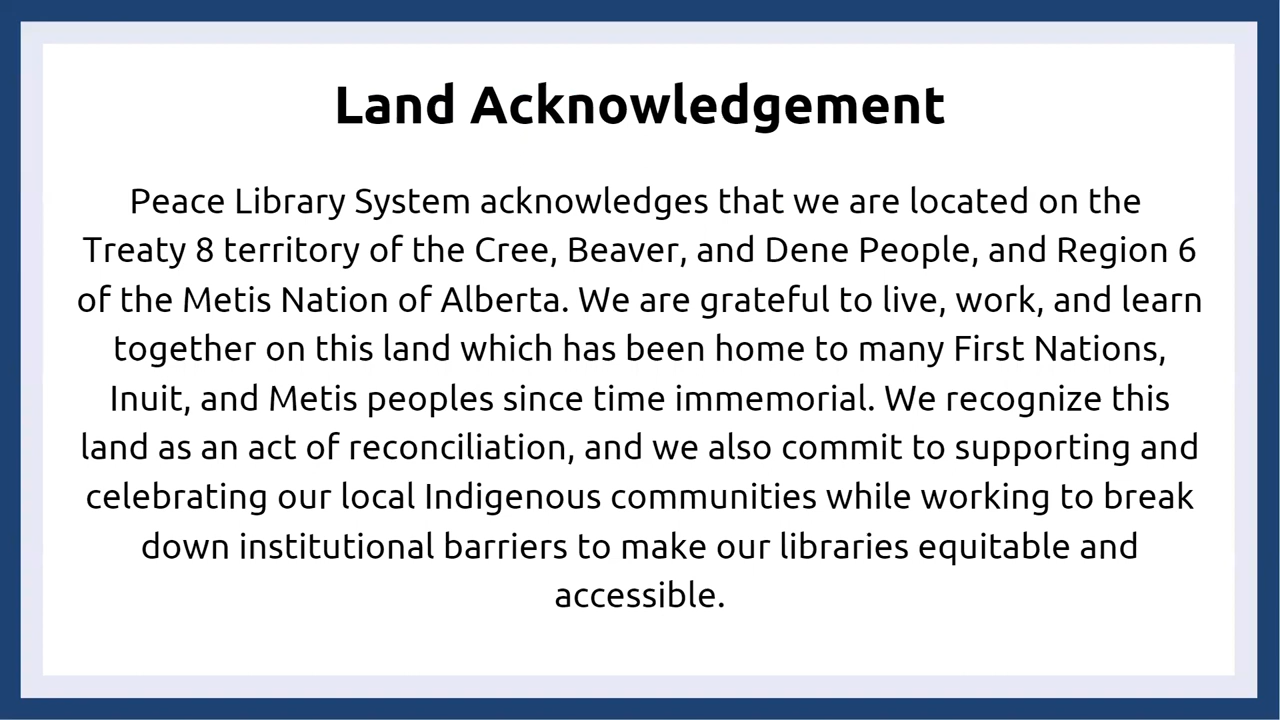 Land Acknowledgement
Peace Library System acknowledges that we are located on the
Treaty 8 territory of the Cree, Beaver, and Dene People, and Region 6
of the Metis Nation of Alberta. We are grateful to live, work, and learn
together on this land which has been home to many First Nations,
Inuit, and Metis peoples since time immemorial. We recognize this
land as an act of reconciliation, and we also commit to supporting and
celebrating our local Indigenous communities while working to break
down institutional barriers to make our libraries equitable and
accessible.